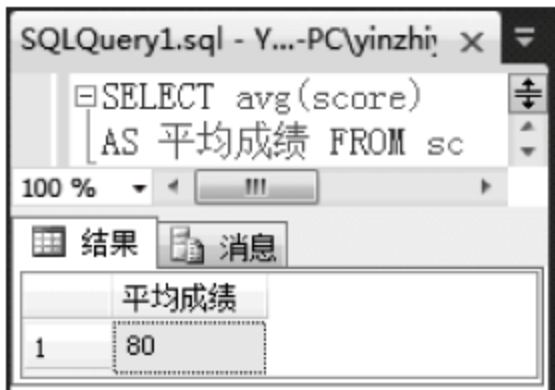 SQLQuery1.sql - Y...-PC\yinzhiy
SELECT avg(score)
AS 平均成绩 FROM sc
100 %
结果 消息
平均成绩
1 80